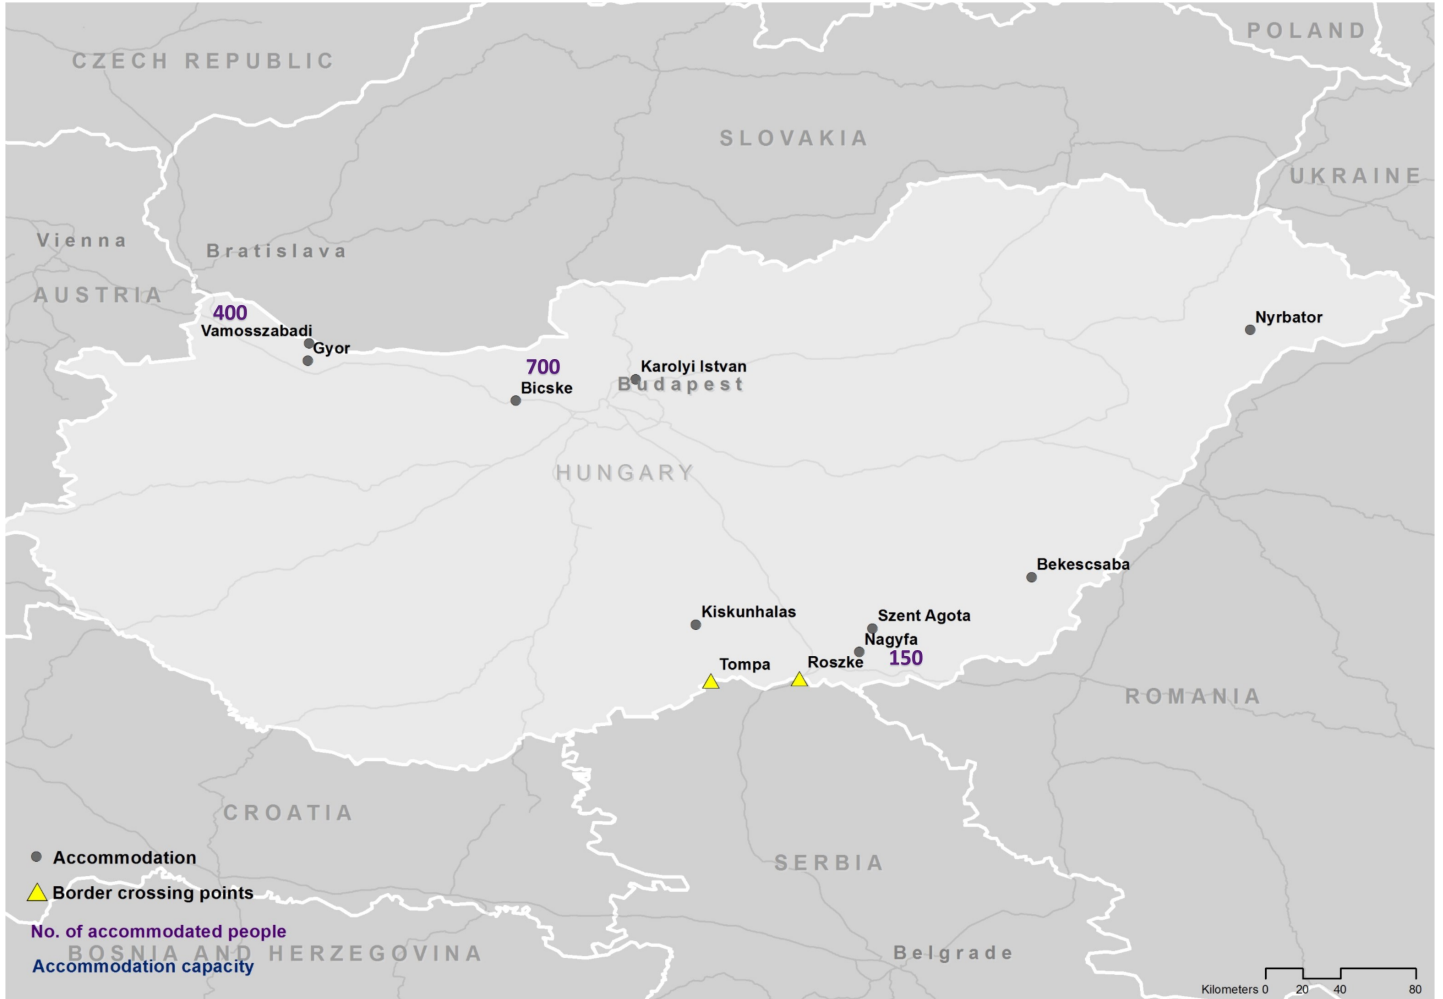 POLAND
CZECH REPUBLIC
SLOVAKIA
UKRAINE
Vienna
Bratislava
AUSTRIA
400
Vamosszabadi
Gyor
Nyrbator
700
Karolyi Istvan
Budapest
Bicske
HUNGARY
Bekescsaba
Kiskunhalas
Szent Agota
Nagyfa
150
Tompa
Roszke
ROMANIA
CROATIA
SERBIA
Accommodation
Border crossing points
No. of accommodated people
BOSNIA AND HERZEGOVINA
Belgrade
Accommodation capacity
Kilometers 0 20 40 80